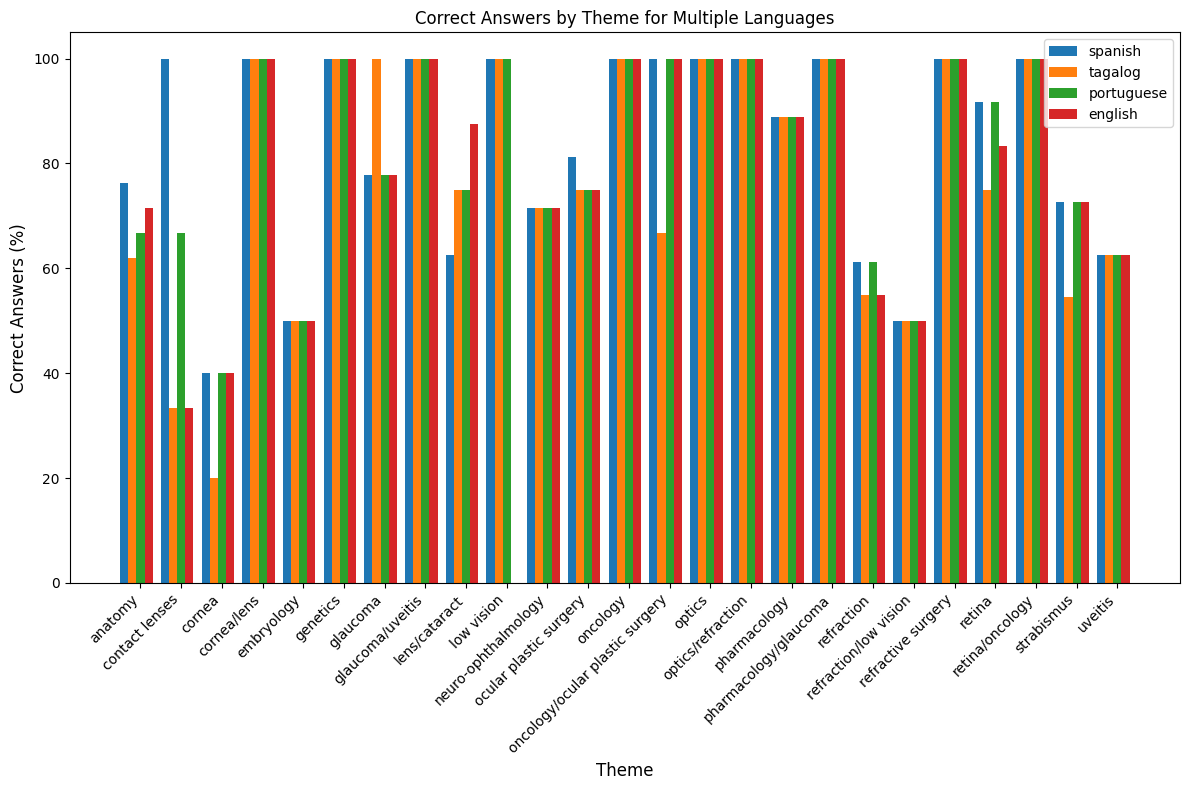 Correct Answers by Theme for Multiple Languages
spanish
tagalog
portuguese
english
100
80
60
40
20
0
Correct Answers (%)
anatomy
contact lenses
cornea
cornea/lens
embryology
genetics
glaucoma
glaucoma/uveitis
lens/cataract
low vision
neuro-ophthalmology
ocular plastic surgery
oncology
oncology/ocular plastic surgery
optics
optics/refraction
pharmacology
pharmacology/glaucoma
refraction
refraction/low vision
refractive surgery
retina
retina/oncology
strabismus
uveitis
Theme